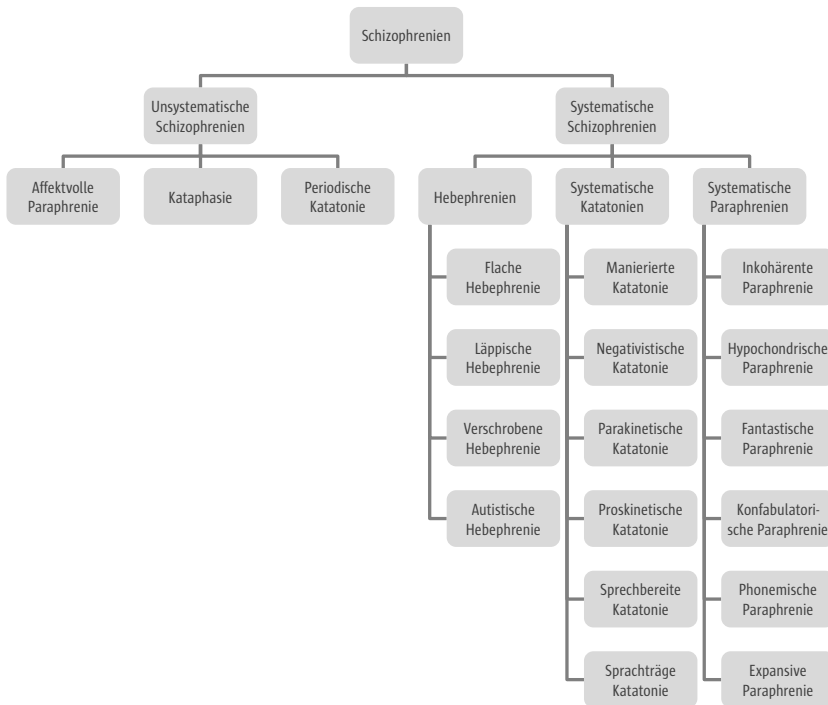 Schizophrenien
Unsystematische
Schizophrenien
Systematische
Schizophrenien
Affektvolle
Paraphrenie
Kataphasie
Periodische
Katatonie
Hebephrenien
Systematische
Katatonien
Systematische
Paraphrenien
Flache
Hebephrenie
Manierierte
Katatonie
Inkohärente
Paraphrenie
Läppische
Hebephrenie
Negativistische
Katatonie
Hypochondrische
Paraphrenie
Verschrobene
Hebephrenie
Parakinetische
Katatonie
Fantastische
Paraphrenie
Autistische
Hebephrenie
Proskinetische
Katatonie
Konfabulatori-
sche Paraphrenie
Sprechbereite
Katatonie
Phonemische
Paraphrenie
Sprachträge
Katatonie
Expansive
Paraphrenie